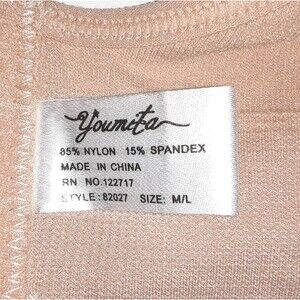 Youmita
85% NYLON 15% SPANDEX
MADE IN CHINA
RN NO.122717
STYLE: 82027 SIZE: M/L